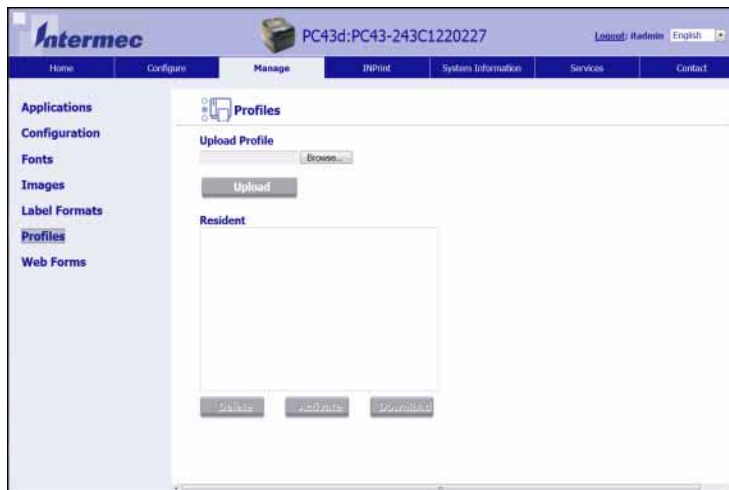 Intermec
PC43d:PC43-243C1220227
Logout: itadmin English
Home Configure Manage INPrint System Information Services Contact
Applications
Configuration
Fonts
Images
Label Formats
Profiles
Web Forms
Profiles
Upload Profile
Browse...
Upload
Resident
Delete Activate Download